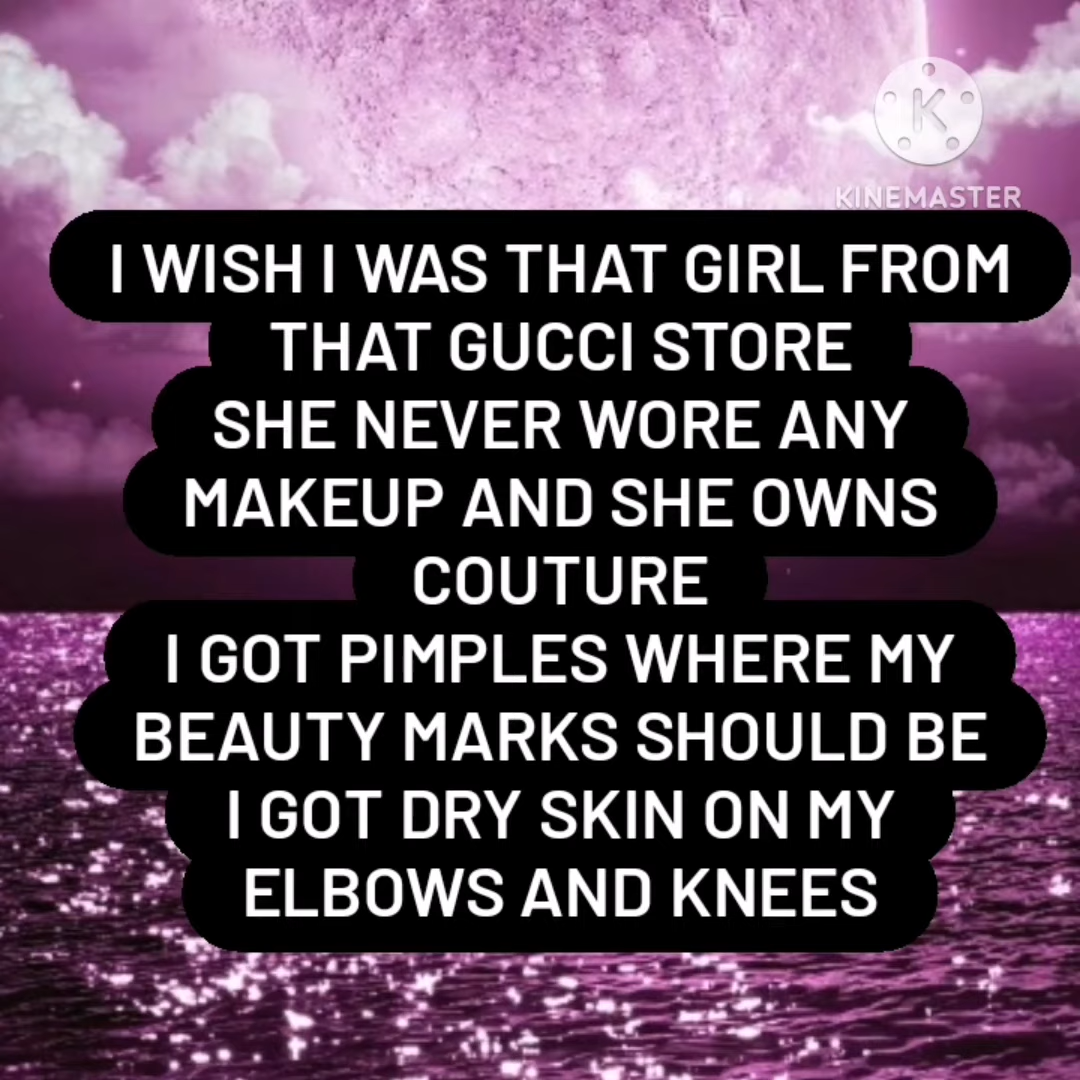 K
KINEMASTER
I WISH I WAS THAT GIRL FROM
THAT GUCCI STORE
SHE NEVER WORE ANY
MAKEUP AND SHE OWNS
COUTURE
I GOT PIMPLES WHERE MY
BEAUTY MARKS SHOULD BE
I GOT DRY SKIN ON MY
ELBOWS AND KNEES